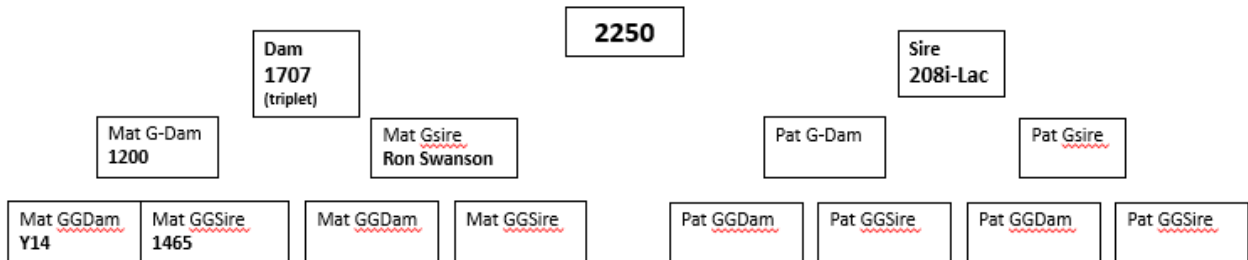 2250
Dam
1707
(triplet)
Sire
208i-Lac
Mat G-Dam
1200
Mat Gsire
Ron Swanson
Pat G-Dam
Pat Gsire
Mat GGDam
Y14
Mat GGSire
1465
Mat GGDam
Mat GGSire
Pat GGDam
Pat GGSire
Pat GGDam
Pat GGSire